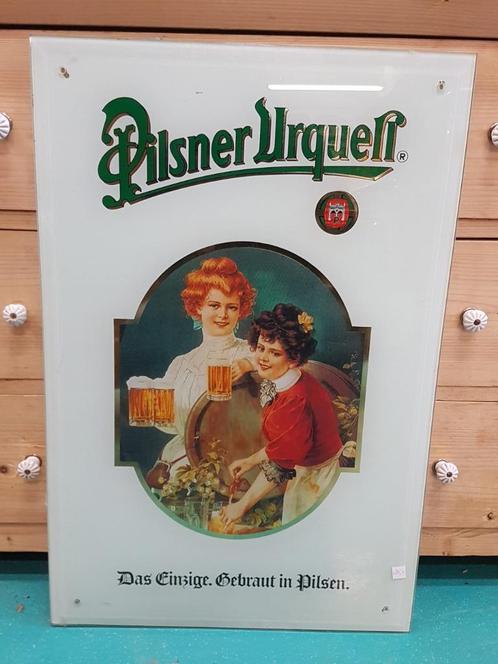 Pilsner Urquell®
Das Einzige. Gebraut in Pilsen.